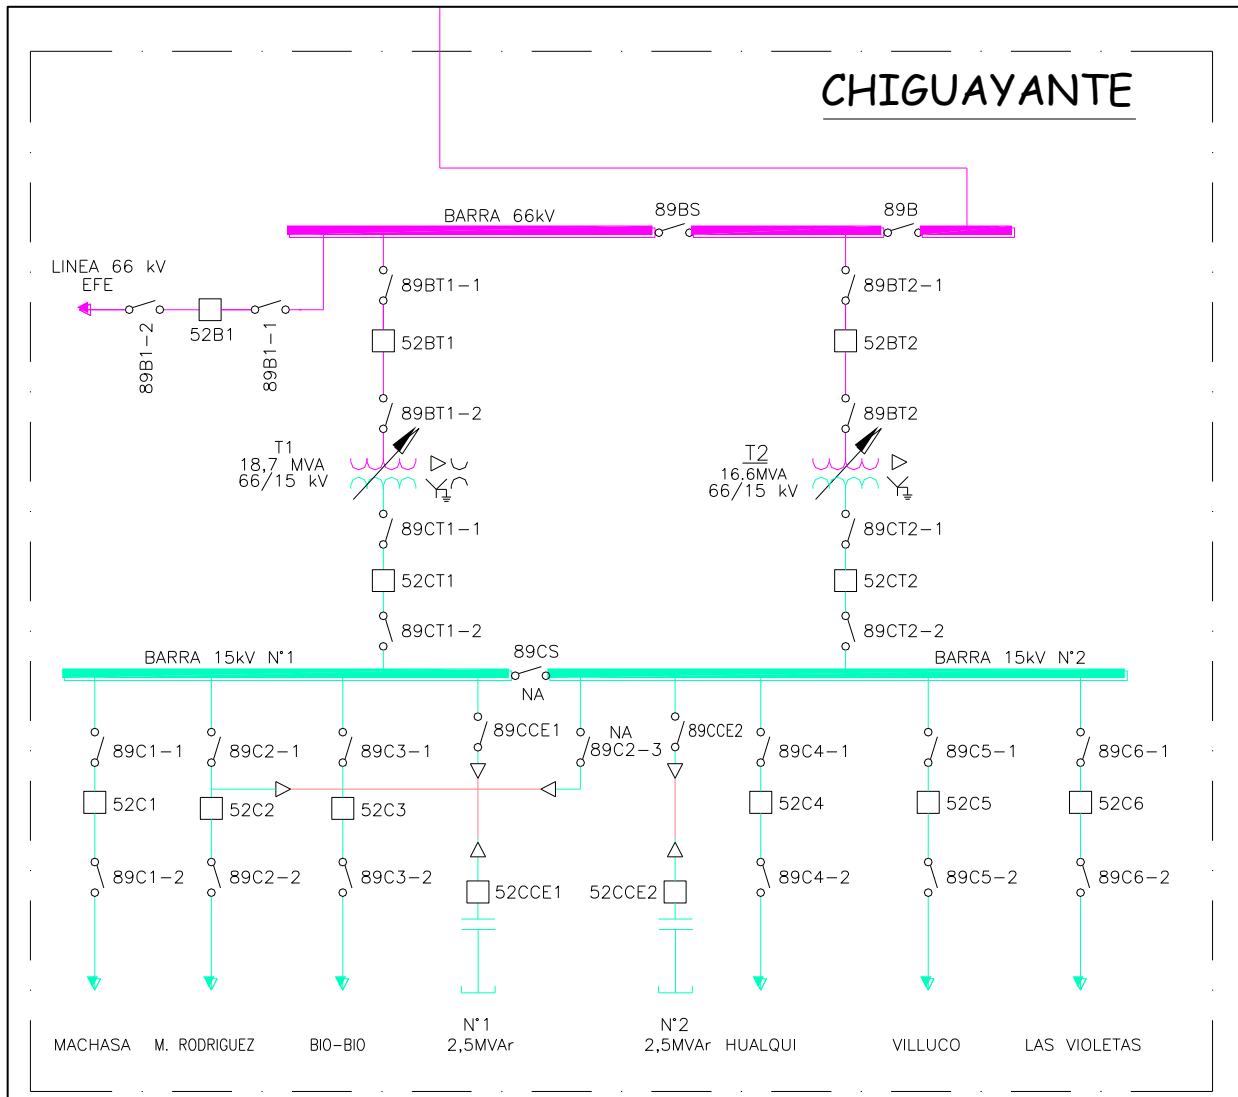 CHIGUAYANTE
BARRA 66kV
89BS
89B
LINEA 66 kV
EFE
89B1-2
52B1
89B1-1
89BT1-1
52BT1
89BT1-2
89BT2-1
52BT2
89BT2
T1
18,7 MVA
66/15 kV
T2
16.6MVA
66/15 kV
89CT1-1
52CT1
89CT1-2
89CT2-1
52CT2
89CT2-2
BARRA 15kV N°1
89CS
NA
BARRA 15kV N°2
89C1-1
89C2-1
89C3-1
89CCE1
NA
89C2-3
89CCE2
89C4-1
89C5-1
89C6-1
52C1
52C2
52C3
52C4
52C5
52C6
89C1-2
89C2-2
89C3-2
52CCE1
52CCE2
89C4-2
89C5-2
89C6-2
MACHASA
M. RODRIGUEZ
BIO-BIO
N°1
2,5MVAr
N°2
2,5MVAr
HUALQUI
VILLUCO
LAS VIOLETAS